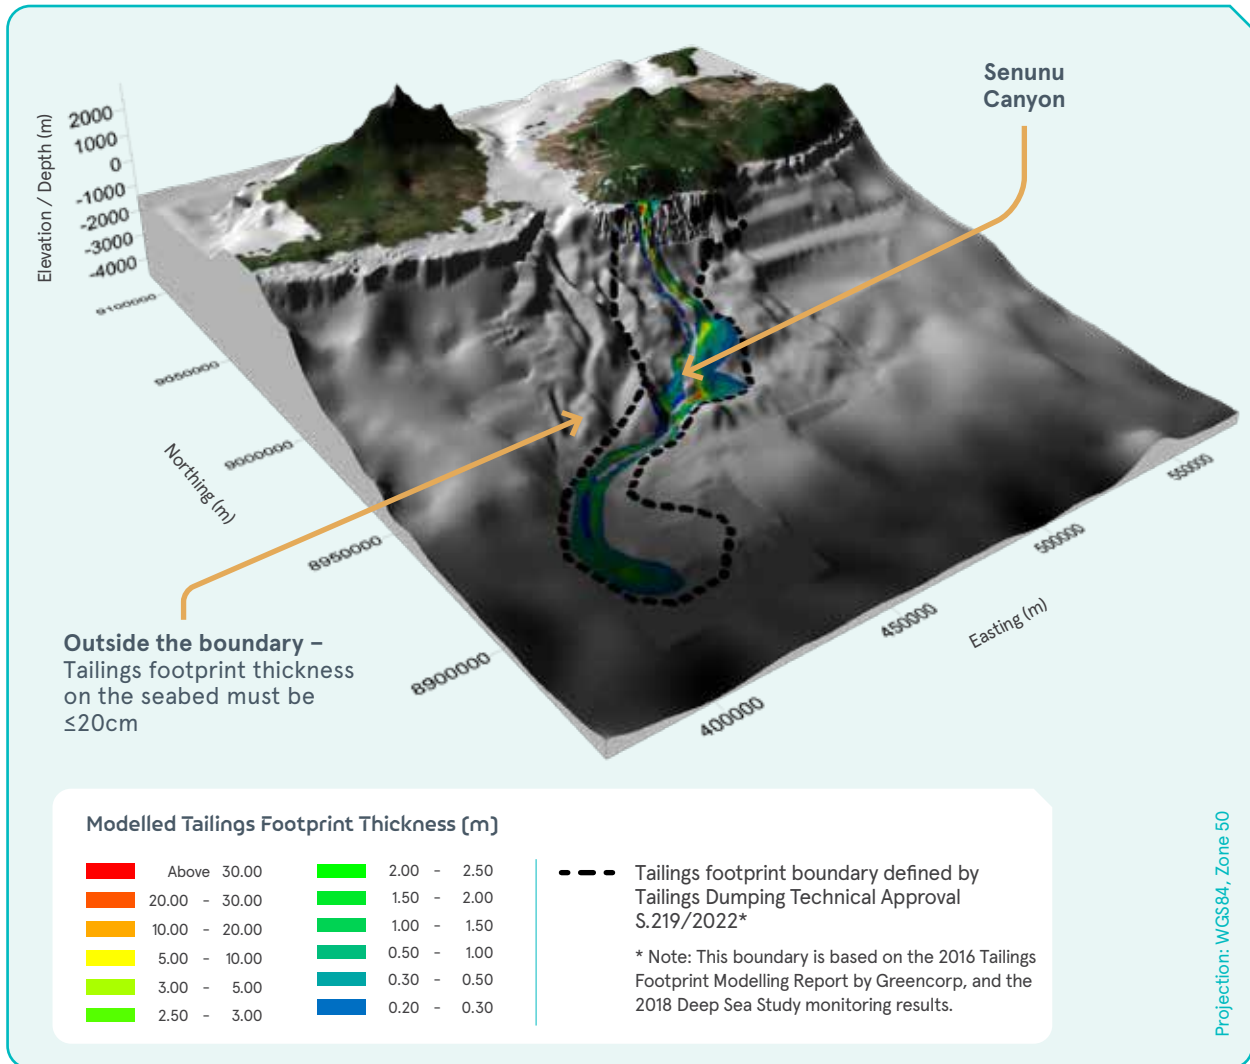 Senunu
Canyon
Elevation / Depth (m)
2000
1000
0
-1000
-2000
-3000
-4000
9100000
9050000
9000000
8950000
8900000
Northing (m)
400000
450000
500000
550000
Easting (m)
Outside the boundary –
Tailings footprint thickness
on the seabed must be
≤20cm
Modelled Tailings Footprint Thickness (m)
Above 30.00
20.00 - 30.00
10.00 - 20.00
5.00 - 10.00
3.00 - 5.00
2.50 - 3.00
2.00 - 2.50
1.50 - 2.00
1.00 - 1.50
0.50 - 1.00
0.30 - 0.50
0.20 - 0.30
Tailings footprint boundary defined by
Tailings Dumping Technical Approval
S.219/2022*
* Note: This boundary is based on the 2016 Tailings
Footprint Modelling Report by Greencorp, and the
2018 Deep Sea Study monitoring results.
Projection: WGS84, Zone 50